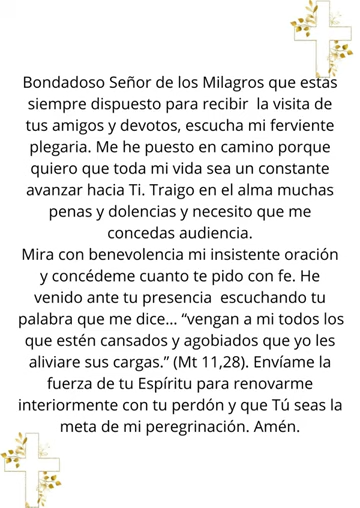 Bondadoso Señor de los Milagros que estas
siempre dispuesto para recibir la visita de
tus amigos y devotos, escucha mi ferviente
plegaria. Me he puesto en camino porque
quiero que toda mi vida sea un constante
avanzar hacia Ti. Traigo en el alma muchas
penas y dolencias y necesito que me
concedas audiencia.
Mira con benevolencia mi insistente oración
y concédeme cuanto te pido con fe. He
venido ante tu presencia escuchando tu
palabra que me dice... “vengan a mi todos los
que estén cansados y agobiados que yo les
aliviare sus cargas.” (Mt 11,28). Envíame la
fuerza de tu Espíritu para renovarme
interiormente con tu perdón y que Tú seas la
meta de mi peregrinación. Amén.